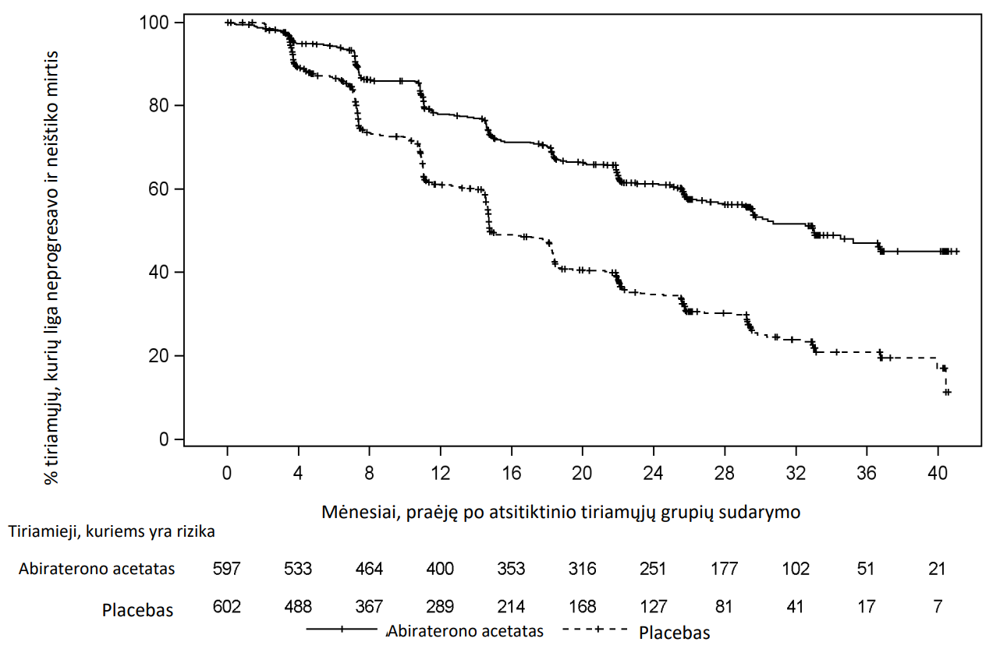 % tiriamųjų, kurių liga neprogresavo ir neištiko mirtis
100
80
60
40
20
0
0 4 8 12 16 20 24 28 32 36 40
Mėnesiai, praėję po atsitiktinio tiriamųjų grupių sudarymo
Tiriamieji, kuriems yra rizika
Abiraterono acetatas 597 533 464 400 353 316 251 177 102 51 21
Placebas 602 488 367 289 214 168 127 81 41 17 7
Abiraterono acetatas Placebas